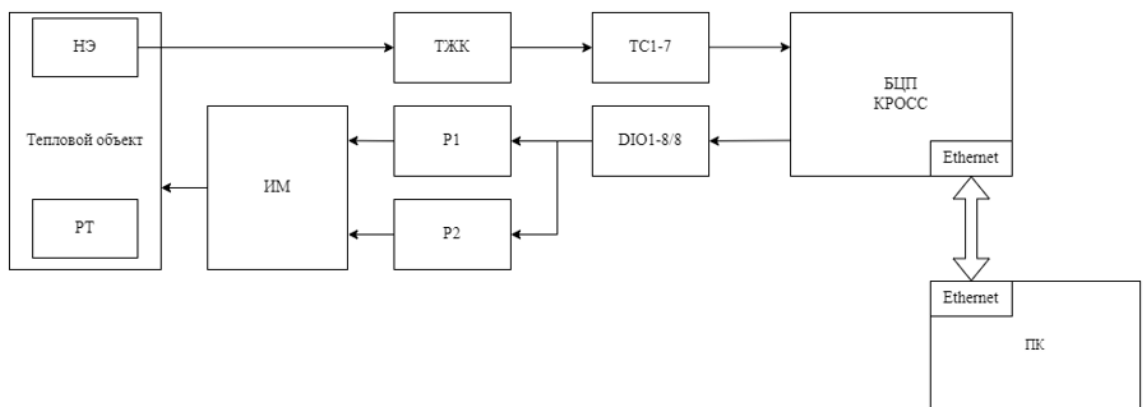 НЭ
ТЖК
ТС1-7
БЦП
КРОСС
Тепловой объект
ИМ
Р1
DIO1-8/8
Ethernet
РТ
Р2
Ethernet
ПК